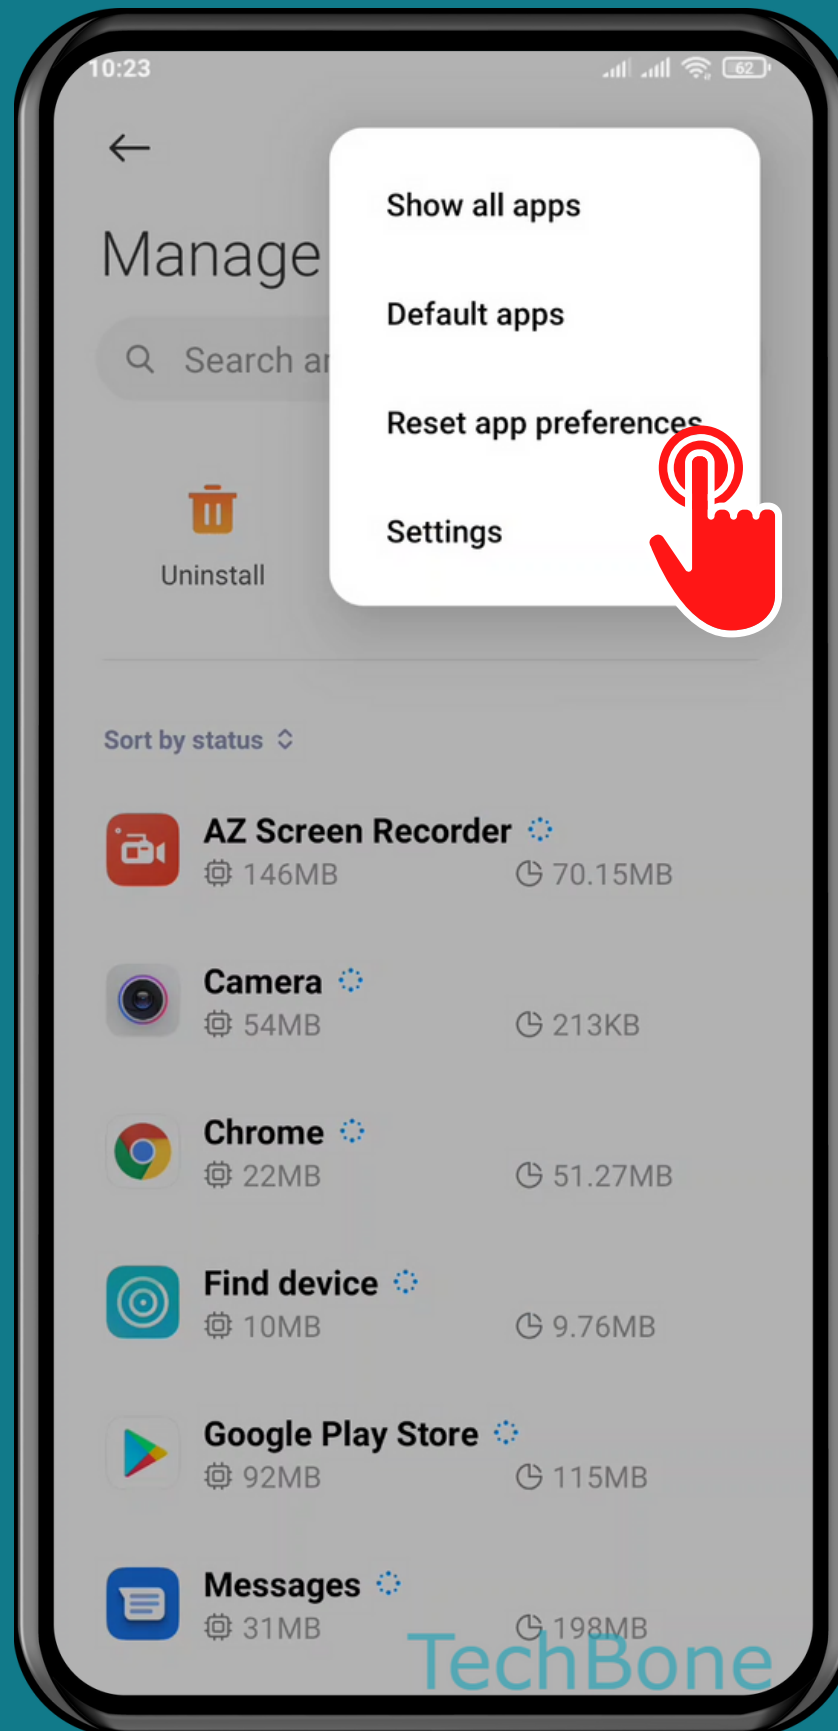 10:23
62
Manage
Show all apps
Default apps
Reset app preferences
Settings
Search a
Uninstall
Sort by status
AZ Screen Recorder
146MB 70.15MB
Camera
54MB 213KB
Chrome
22MB 51.27MB
Find device
10MB 9.76MB
Google Play Store
92MB 115MB
Messages
31MB 198MB
TechBone